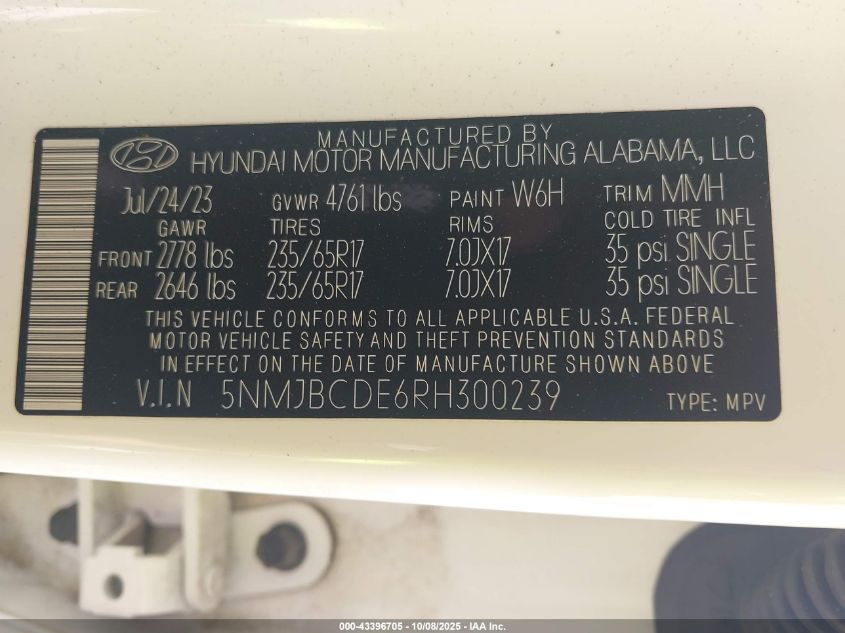 MANUFACTURED BY
HYUNDAI MOTOR MANUFACTURING ALABAMA, LLC
Jul/24/23 GVWR 4761 lbs PAINT W6H TRIM MMH
GAWR TIRES RIMS COLD TIRE INFL
FRONT 2778 lbs 235/65R17 7.0JX17 35 psi SINGLE
REAR 2646 lbs 235/65R17 7.0JX17 35 psi SINGLE
THIS VEHICLE CONFORMS TO ALL APPLICABLE U.S.A. FEDERAL
MOTOR VEHICLE SAFETY AND THEFT PREVENTION STANDARDS
IN EFFECT ON THE DATE OF MANUFACTURE SHOWN ABOVE
V.I.N 5NMJBCDE6RH300239 TYPE: MPV
000-43396705 - 10/08/2025 - IAA Inc.